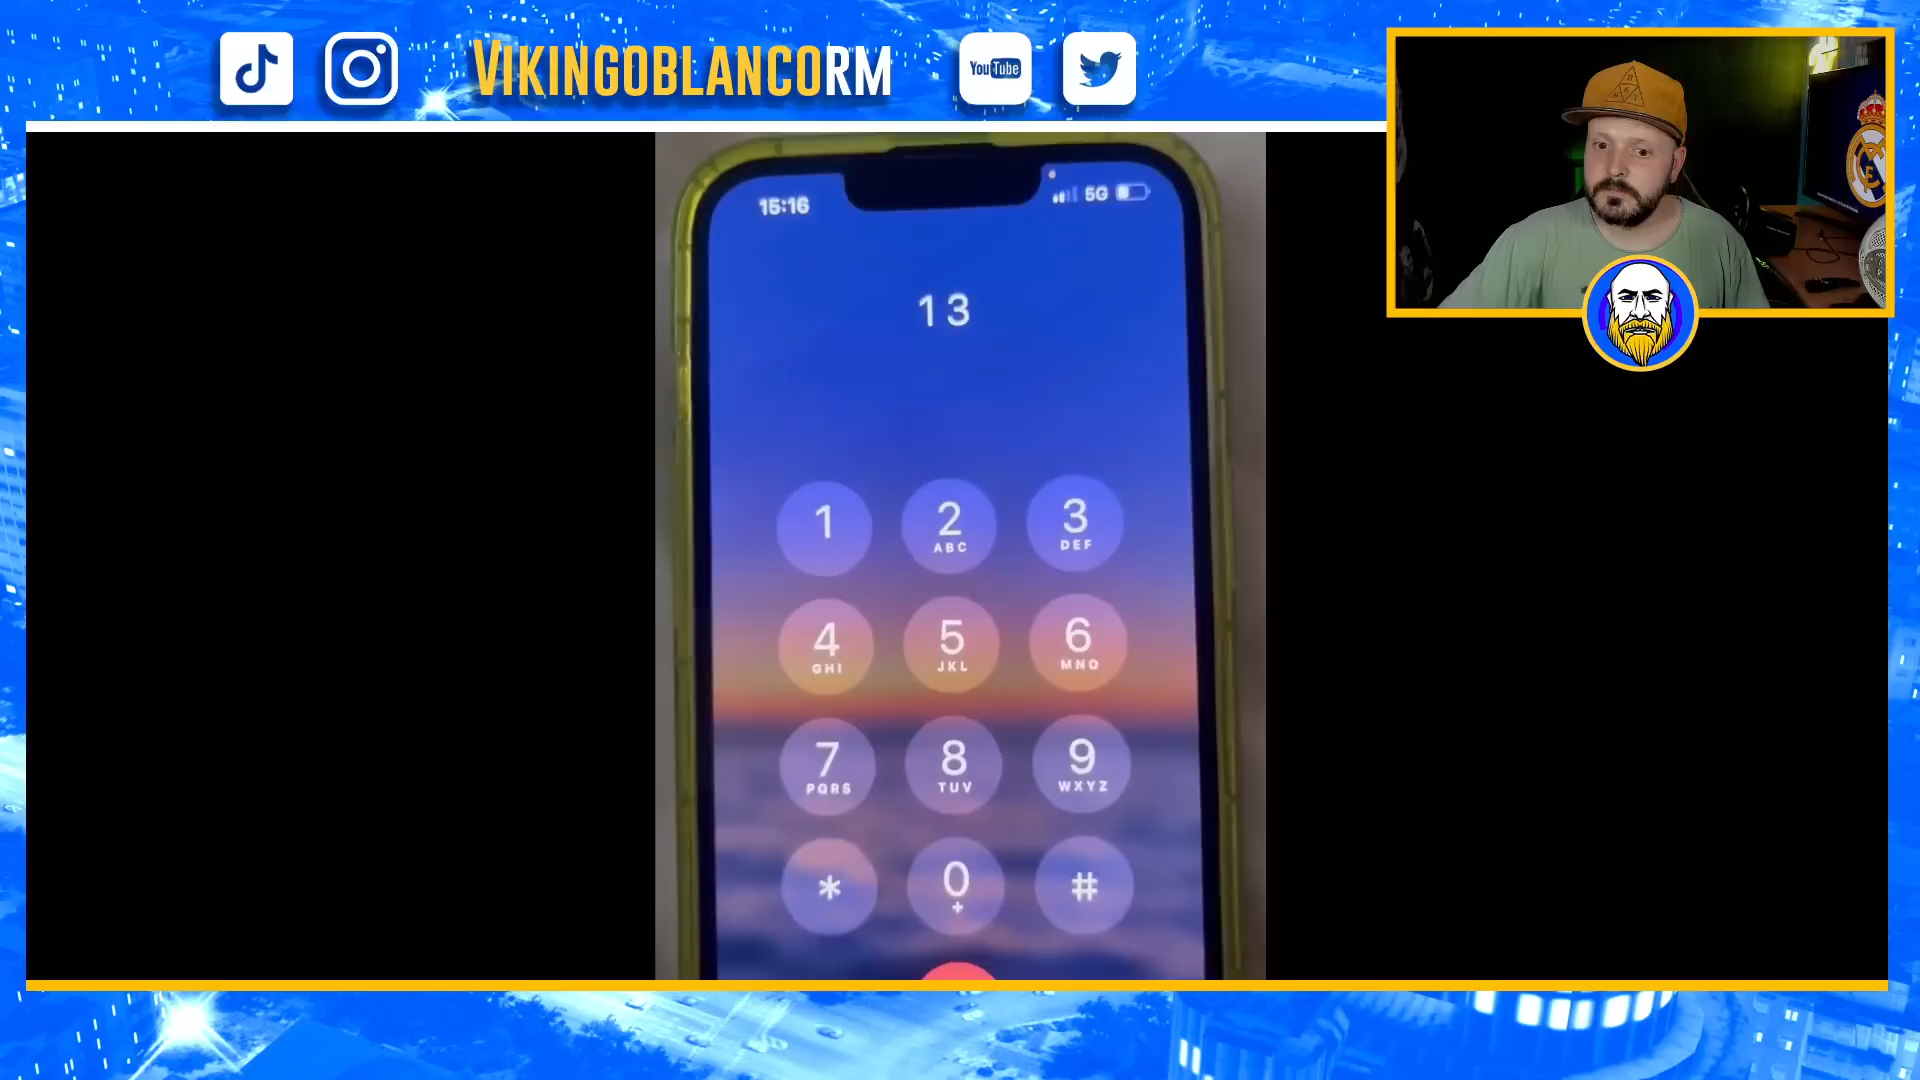 VIKINGOBLANCORM
YouTube
15:16
5G
13
1
2
ABC
3
DEF
4
GHI
5
JKL
6
MNO
7
PQRS
8
TUV
9
WXYZ
*
0
+
#